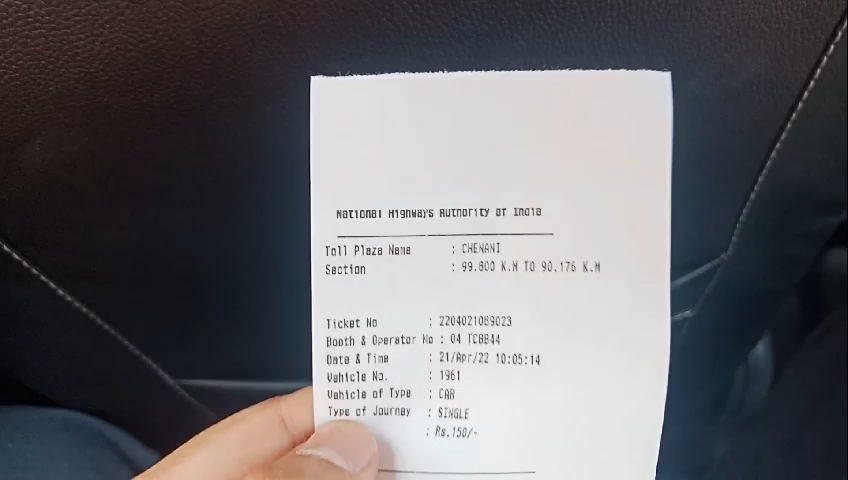 National Highways Authority of India
Toll Plaza Name : CHENANI
Section : 99.800 K.M TO 90.176 K.M
Ticket No : 2204021089023
Booth & Operator No : 04 TCBB44
Date & Time : 21/Apr/22 10:05:14
Vehicle No. : 1961
Vehicle of Type : CAR
Type of Journey : SINGLE
: Rs.150/-